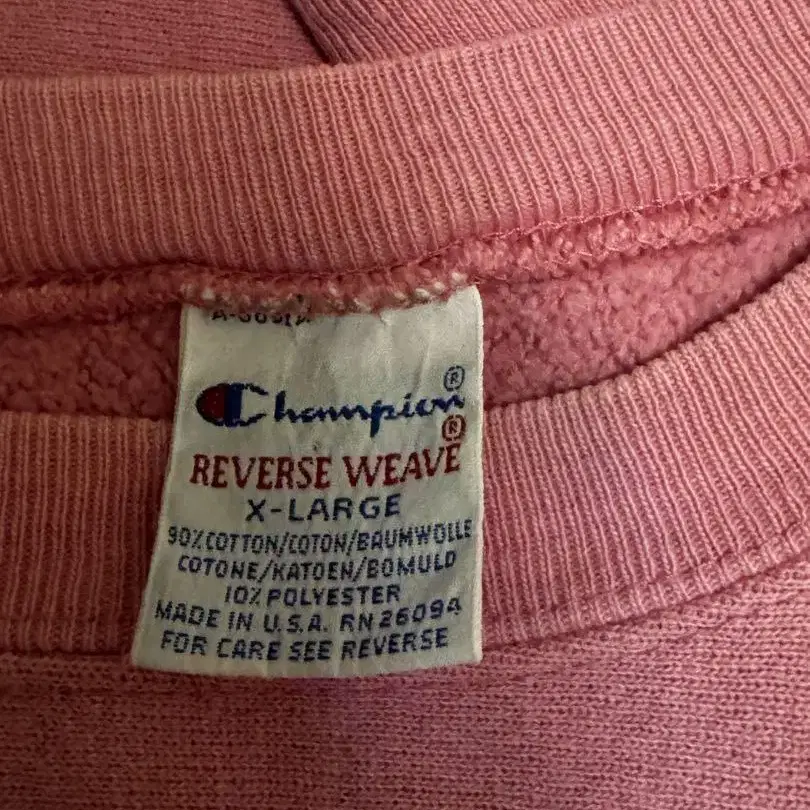 Champion®
REVERSE WEAVE®
X-LARGE
90% COTTON/COTON/BAUMWOLLE
COTONE/KATOEN/BOMULD
10% POLYESTER
MADE IN U.S.A. RN 26094
FOR CARE SEE REVERSE